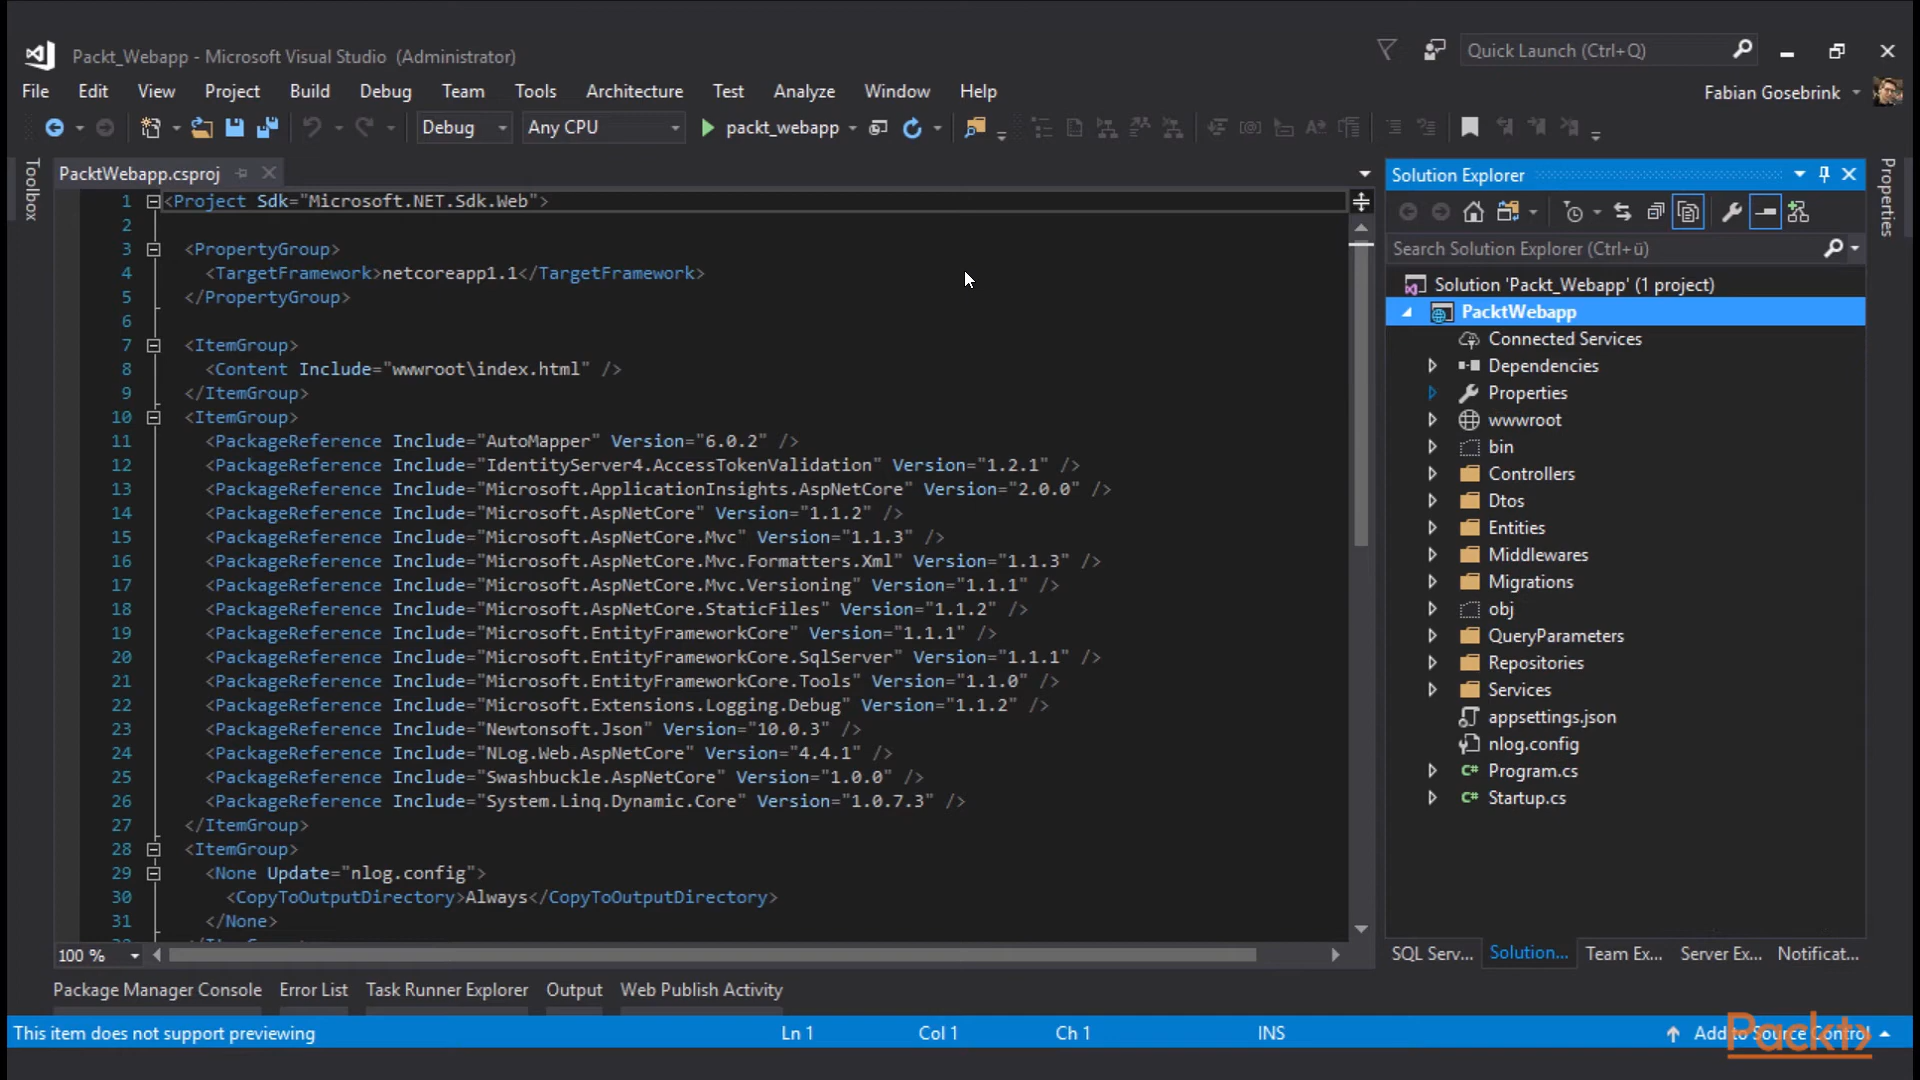 Packt_Webapp - Microsoft Visual Studio (Administrator)
Quick Launch (Ctrl+Q)
File Edit View Project Build Debug Team Tools Architecture Test Analyze Window Help
Fabian Gosebrink
Debug Any CPU packt_webapp
Toolbox
PacktWebapp.csproj
1 <Project Sdk="Microsoft.NET.Sdk.Web">
2
3 <PropertyGroup>
4 <TargetFramework>netcoreapp1.1</TargetFramework>
5 </PropertyGroup>
6
7 <ItemGroup>
8 <Content Include="wwwroot\index.html" />
9 </ItemGroup>
10 <ItemGroup>
11 <PackageReference Include="AutoMapper" Version="6.0.2" />
12 <PackageReference Include="IdentityServer4.AccessTokenValidation" Version="1.2.1" />
13 <PackageReference Include="Microsoft.ApplicationInsights.AspNetCore" Version="2.0.0" />
14 <PackageReference Include="Microsoft.AspNetCore" Version="1.1.2" />
15 <PackageReference Include="Microsoft.AspNetCore.Mvc" Version="1.1.3" />
16 <PackageReference Include="Microsoft.AspNetCore.Mvc.Formatters.Xml" Version="1.1.3" />
17 <PackageReference Include="Microsoft.AspNetCore.Mvc.Versioning" Version="1.1.1" />
18 <PackageReference Include="Microsoft.AspNetCore.StaticFiles" Version="1.1.2" />
19 <PackageReference Include="Microsoft.EntityFrameworkCore" Version="1.1.1" />
20 <PackageReference Include="Microsoft.EntityFrameworkCore.SqlServer" Version="1.1.1" />
21 <PackageReference Include="Microsoft.EntityFrameworkCore.Tools" Version="1.1.0" />
22 <PackageReference Include="Microsoft.Extensions.Logging.Debug" Version="1.1.2" />
23 <PackageReference Include="Newtonsoft.Json" Version="10.0.3" />
24 <PackageReference Include="NLog.Web.AspNetCore" Version="4.4.1" />
25 <PackageReference Include="Swashbuckle.AspNetCore" Version="1.0.0" />
26 <PackageReference Include="System.Linq.Dynamic.Core" Version="1.0.7.3" />
27 </ItemGroup>
28 <ItemGroup>
29 <None Update="nlog.config">
30 <CopyToOutputDirectory>Always</CopyToOutputDirectory>
31 </None>
100 %
Solution Explorer
Search Solution Explorer (Ctrl+ü)
Solution 'Packt_Webapp' (1 project)
PacktWebapp
Connected Services
Dependencies
Properties
wwwroot
bin
Controllers
Dtos
Entities
Middlewares
Migrations
obj
QueryParameters
Repositories
Services
appsettings.json
nlog.config
C# Program.cs
C# Startup.cs
SQL Serv... Solution... Team Ex... Server Ex... Notificat...
Properties
Package Manager Console Error List Task Runner Explorer Output Web Publish Activity
This item does not support previewing Ln 1 Col 1 Ch 1 INS Add to Source Control
Packt